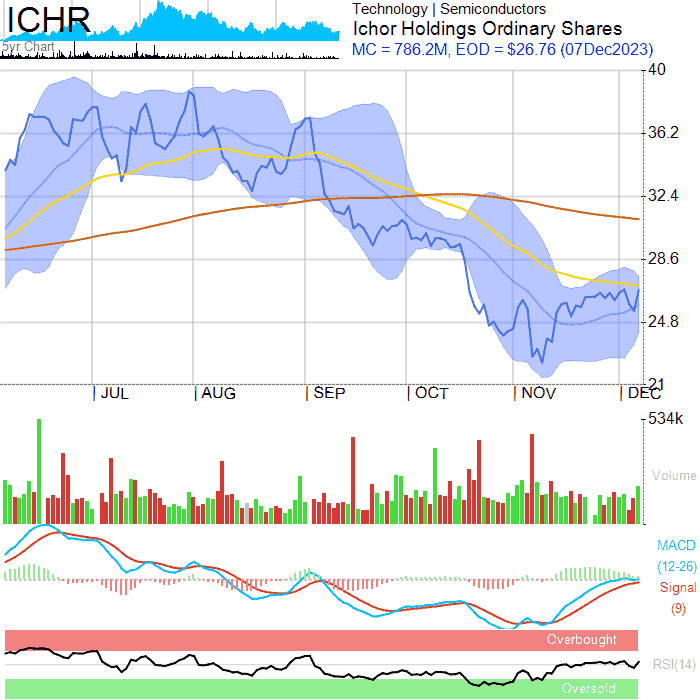 ICHR
5yr Chart
Technology | Semiconductors
Ichor Holdings Ordinary Shares
MC = 786.2M, EOD = $26.76 (07Dec2023)
40
36.2
32.4
28.6
24.8
21
JUL AUG SEP OCT NOV DEC
534k
Volume
MACD
(12-26)
Signal
(9)
Overbought
RSI(14)
Oversold